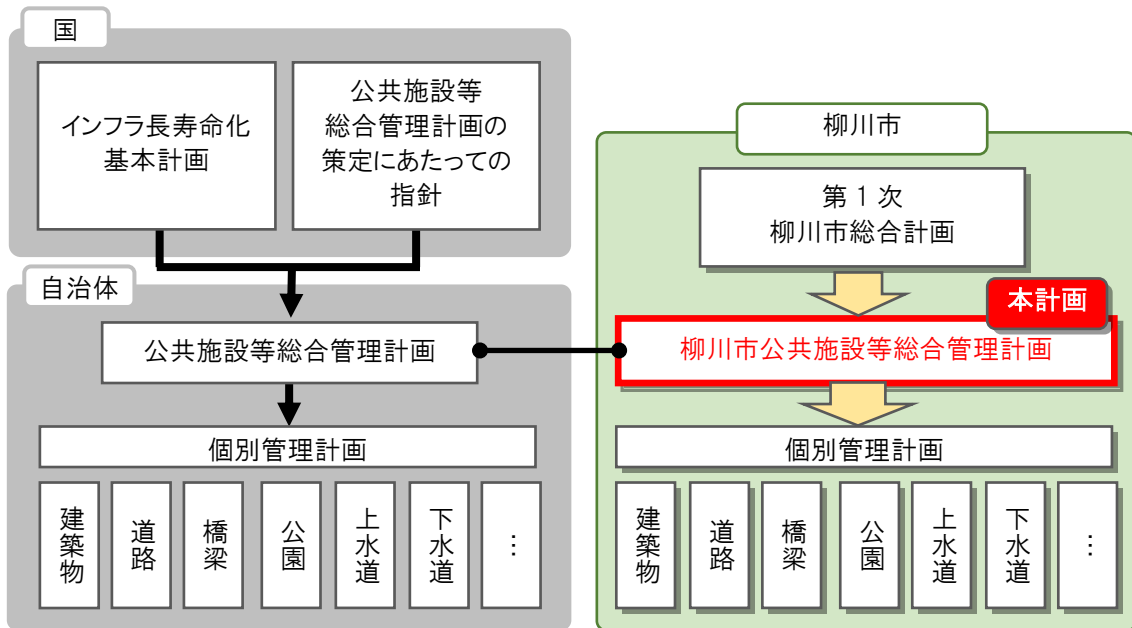 国
インフラ長寿命化
基本計画
公共施設等
総合管理計画の
策定にあたっての
指針
自治体
公共施設等総合管理計画
個別管理計画
建築物
道路
橋梁
公園
上水道
下水道
…
柳川市
第1次
柳川市総合計画
本計画
柳川市公共施設等総合管理計画
個別管理計画
建築物
道路
橋梁
公園
上水道
下水道
…